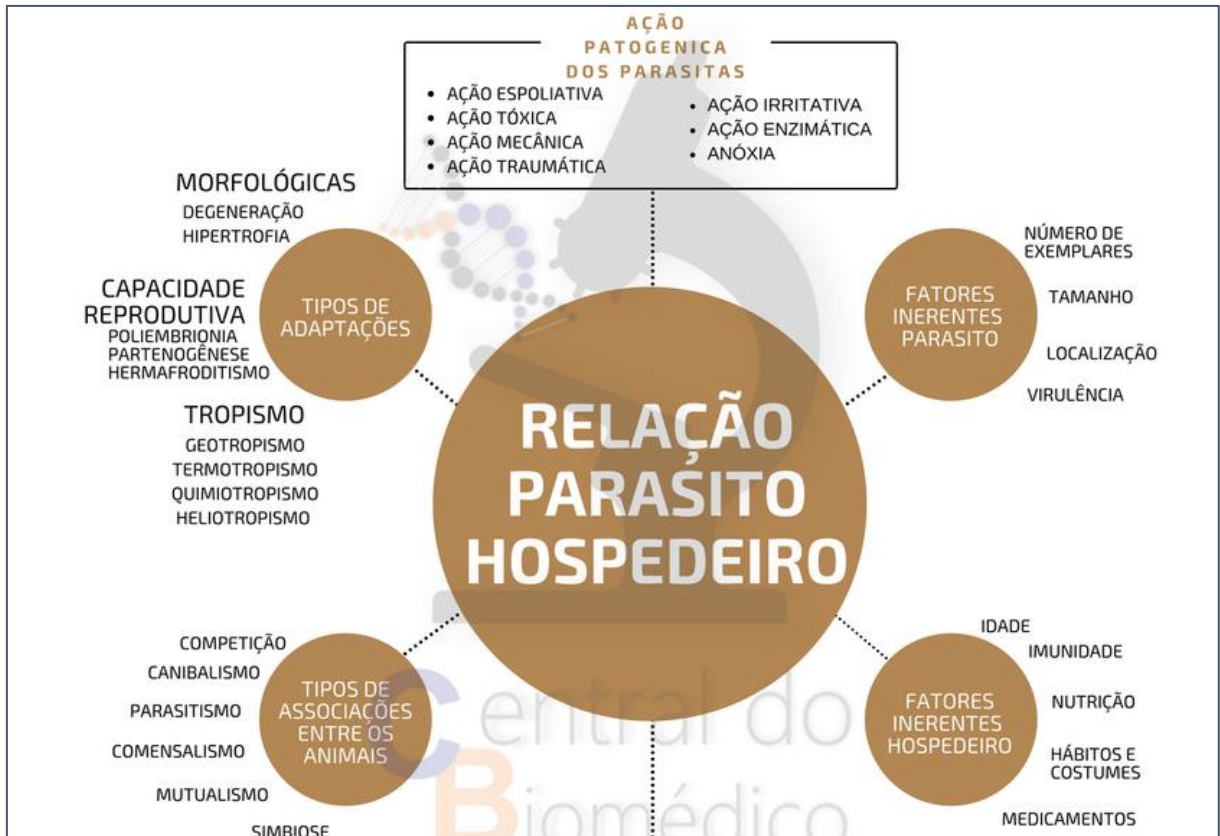 AÇÃO
PATOGENICA
DOS PARASITAS
• AÇÃO ESPOLIATIVA
• AÇÃO TÓXICA
• AÇÃO MECÂNICA
• AÇÃO TRAUMÁTICA
• AÇÃO IRRITATIVA
• AÇÃO ENZIMÁTICA
• ANÓXIA
MORFOLÓGICAS
DEGENERAÇÃO
HIPERTROFIA
CAPACIDADE
REPRODUTIVA
POLIEMBRIONIA
PARTENOGÊNESE
HERMAFRODITISMO
TROPISMO
GEOTROPISMO
TERMOTROPISMO
QUIMIOTROPISMO
HELIOTROPISMO
TIPOS DE
ADAPTAÇÕES
FATORES
INERENTES
PARASITO
NÚMERO DE
EXEMPLARES
TAMANHO
LOCALIZAÇÃO
VIRULÊNCIA
RELAÇÃO
PARASITO
HOSPEDEIRO
COMPETIÇÃO
CANIBALISMO
PARASITISMO
COMENSALISMO
MUTUALISMO
SIMBIOSE
TIPOS DE
ASSOCIAÇÕES
ENTRE OS
ANIMAIS
FATORES
INERENTES
HOSPEDEIRO
IDADE
IMUNIDADE
NUTRIÇÃO
HÁBITOS E
COSTUMES
MEDICAMENTOS
Central do
Biomédico